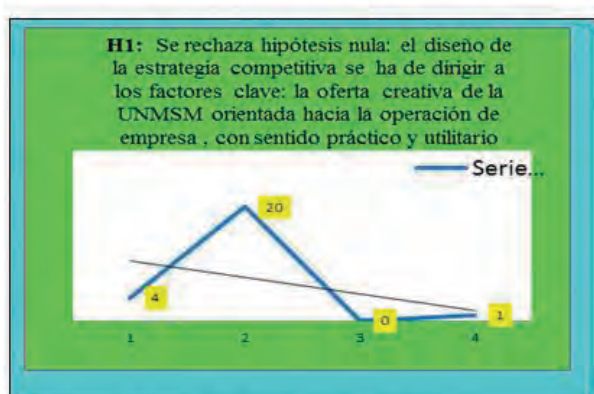 H1: Se rechaza hipótesis nula: el diseño de
la estrategia competitiva se ha de dirigir a
los factores clave: la oferta creativa de la
UNMSM orientada hacia la operación de
empresa , con sentido práctico y utilitario
Serie...
20
4
0
1
1 2 3 4